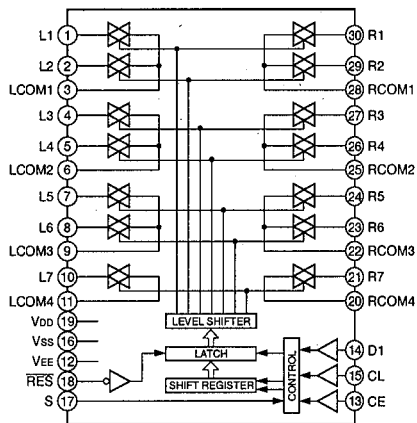 L1 1 30 R1
L2 2 29 R2
LCOM1 3 28 RCOM1
L3 4 27 R3
L4 5 26 R4
LCOM2 6 25 RCOM2
L5 7 24 R5
L6 8 23 R6
LCOM3 9 22 RCOM3
L7 10 21 R7
LCOM4 11 20 RCOM4
VDD 19 LEVEL SHIFTER
VSS 16 LATCH 14 D1
VEE 12 CONTROL 15 CL
RES 18 SHIFT REGISTER
S 17 13 CE